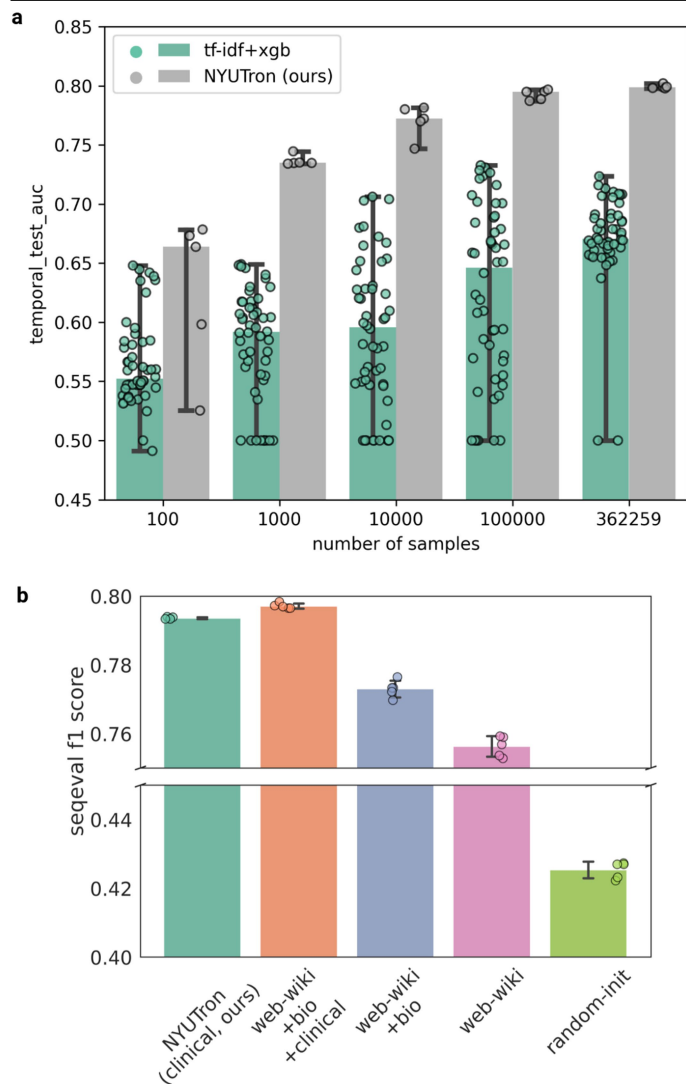 a
0.85
0.80
0.75
0.70
0.65
0.60
0.55
0.50
0.45
temporal_test_auc
tf-idf+xgb
NYUTron (ours)
100 1000 10000 100000 362259
number of samples
b
0.80
0.78
0.76
0.44
0.42
0.40
seqeval f1 score
NYUTron
(clinical, ours)
web-wiki
+bio
+clinical
web-wiki
+bio
web-wiki
random-init